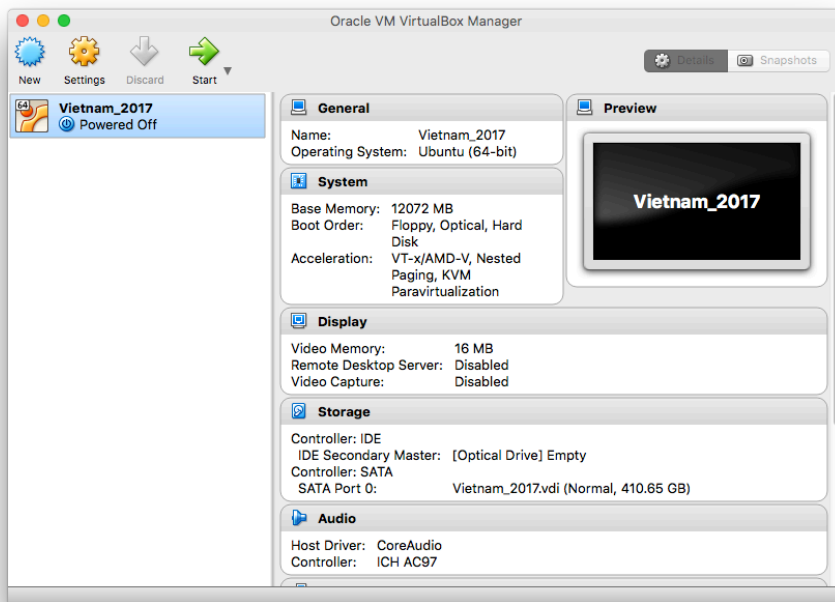 Oracle VM VirtualBox Manager
New
Settings
Discard
Start
Details
Snapshots
64
Vietnam_2017
Powered Off
General
Name: Vietnam_2017
Operating System: Ubuntu (64-bit)
System
Base Memory: 12072 MB
Boot Order: Floppy, Optical, Hard
Disk
Acceleration: VT-x/AMD-V, Nested
Paging, KVM
Paravirtualization
Preview
Vietnam_2017
Display
Video Memory: 16 MB
Remote Desktop Server: Disabled
Video Capture: Disabled
Storage
Controller: IDE
IDE Secondary Master: [Optical Drive] Empty
Controller: SATA
SATA Port 0: Vietnam_2017.vdi (Normal, 410.65 GB)
Audio
Host Driver: CoreAudio
Controller: ICH AC97